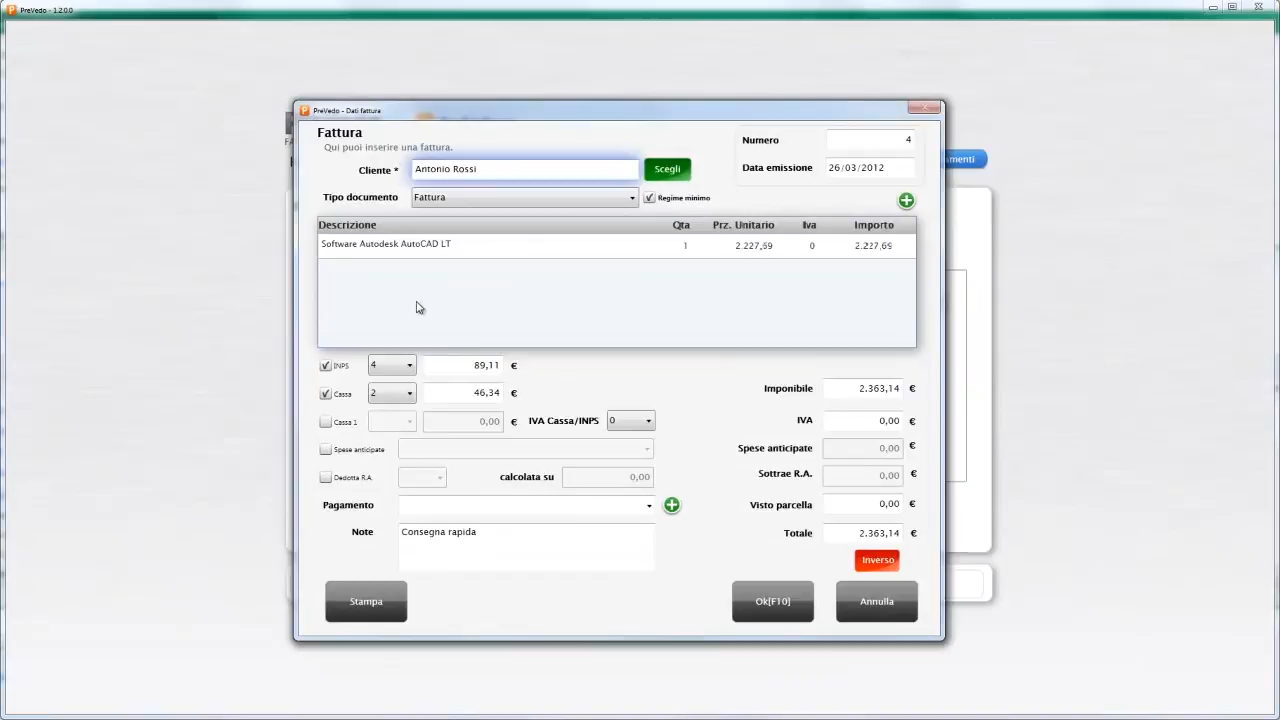 PreVedo - 1.2.0.0
PreVedo - Dati fattura
Fattura
Qui puoi inserire una fattura.
Numero 4
Cliente * Antonio Rossi Scegli
Data emissione 26/03/2012
menti
Tipo documento Fattura Regime minimo
Descrizione Qta Prz. Unitario Iva Importo
Software Autodesk AutoCAD LT 1 2.227,69 0 2.227,69
INPS 4 89,11 €
Imponibile 2.363,14 €
Cassa 2 46,34 €
Cassa 1 0,00 € IVA Cassa/INPS 0
IVA 0,00 €
Spese anticipate
Spese anticipate 0,00 €
Dedotta R.A. calcolata su 0,00
Sottrae R.A. 0,00 €
Pagamento
Visto parcella 0,00 €
Note Consegna rapida
Totale 2.363,14 €
Inverso
Stampa Ok[F10] Annulla